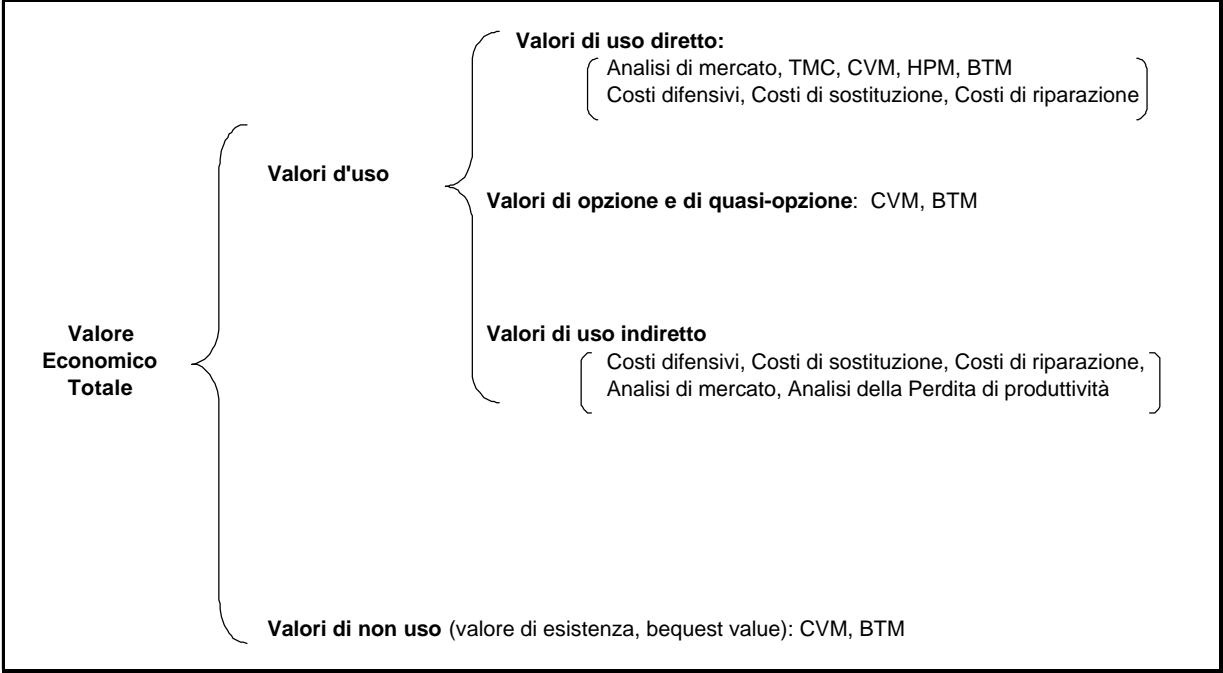 Valori di uso diretto:
Analisi di mercato, TMC, CVM, HPM, BTM
Costi difensivi, Costi di sostituzione, Costi di riparazione
Valori d'uso
Valori di opzione e di quasi-opzione: CVM, BTM
Valore
Economico
Totale
Valori di uso indiretto
Costi difensivi, Costi di sostituzione, Costi di riparazione,
Analisi di mercato, Analisi della Perdita di produttività
Valori di non uso (valore di esistenza, bequest value): CVM, BTM